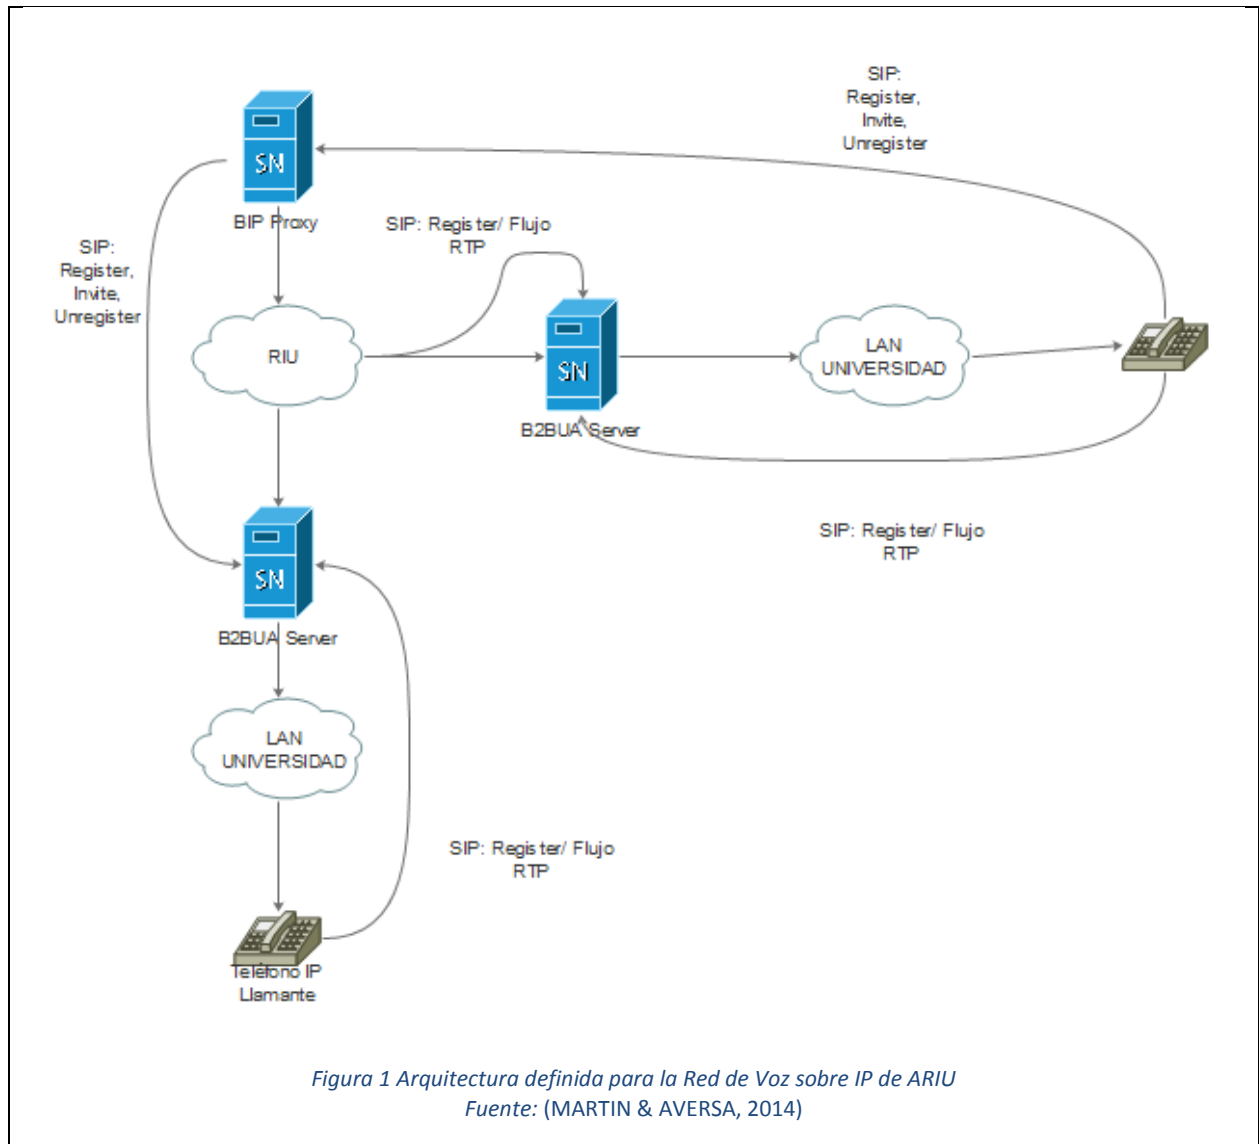 SIP:
Register,
Invite,
Unregister
SN
BIP Proxy
SIP: Register/ Flujo
RTP
SIP:
Register,
Invite,
Unregister
RIU
SN
B2BUA Server
LAN
UNIVERSIDAD
SIP: Register/ Flujo
RTP
SN
B2BUA Server
LAN
UNIVERSIDAD
SIP: Register/ Flujo
RTP
Teléfono IP
Llamante
Figura 1 Arquitectura definida para la Red de Voz sobre IP de ARIU
Fuente: (MARTIN & AVERSA, 2014)